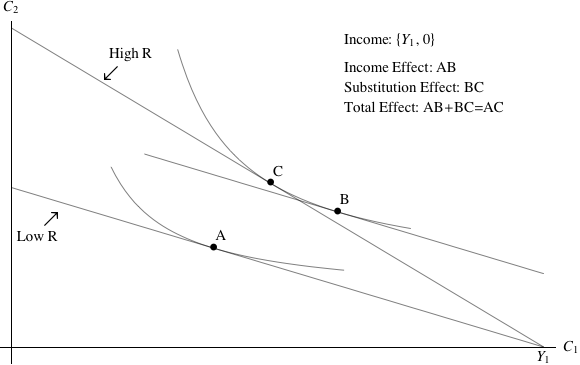 C₂
High R
Income: {Y₁, 0}
Income Effect: AB
Substitution Effect: BC
Total Effect: AB+BC=AC
C
B
A
Low R
C₁
Y₁